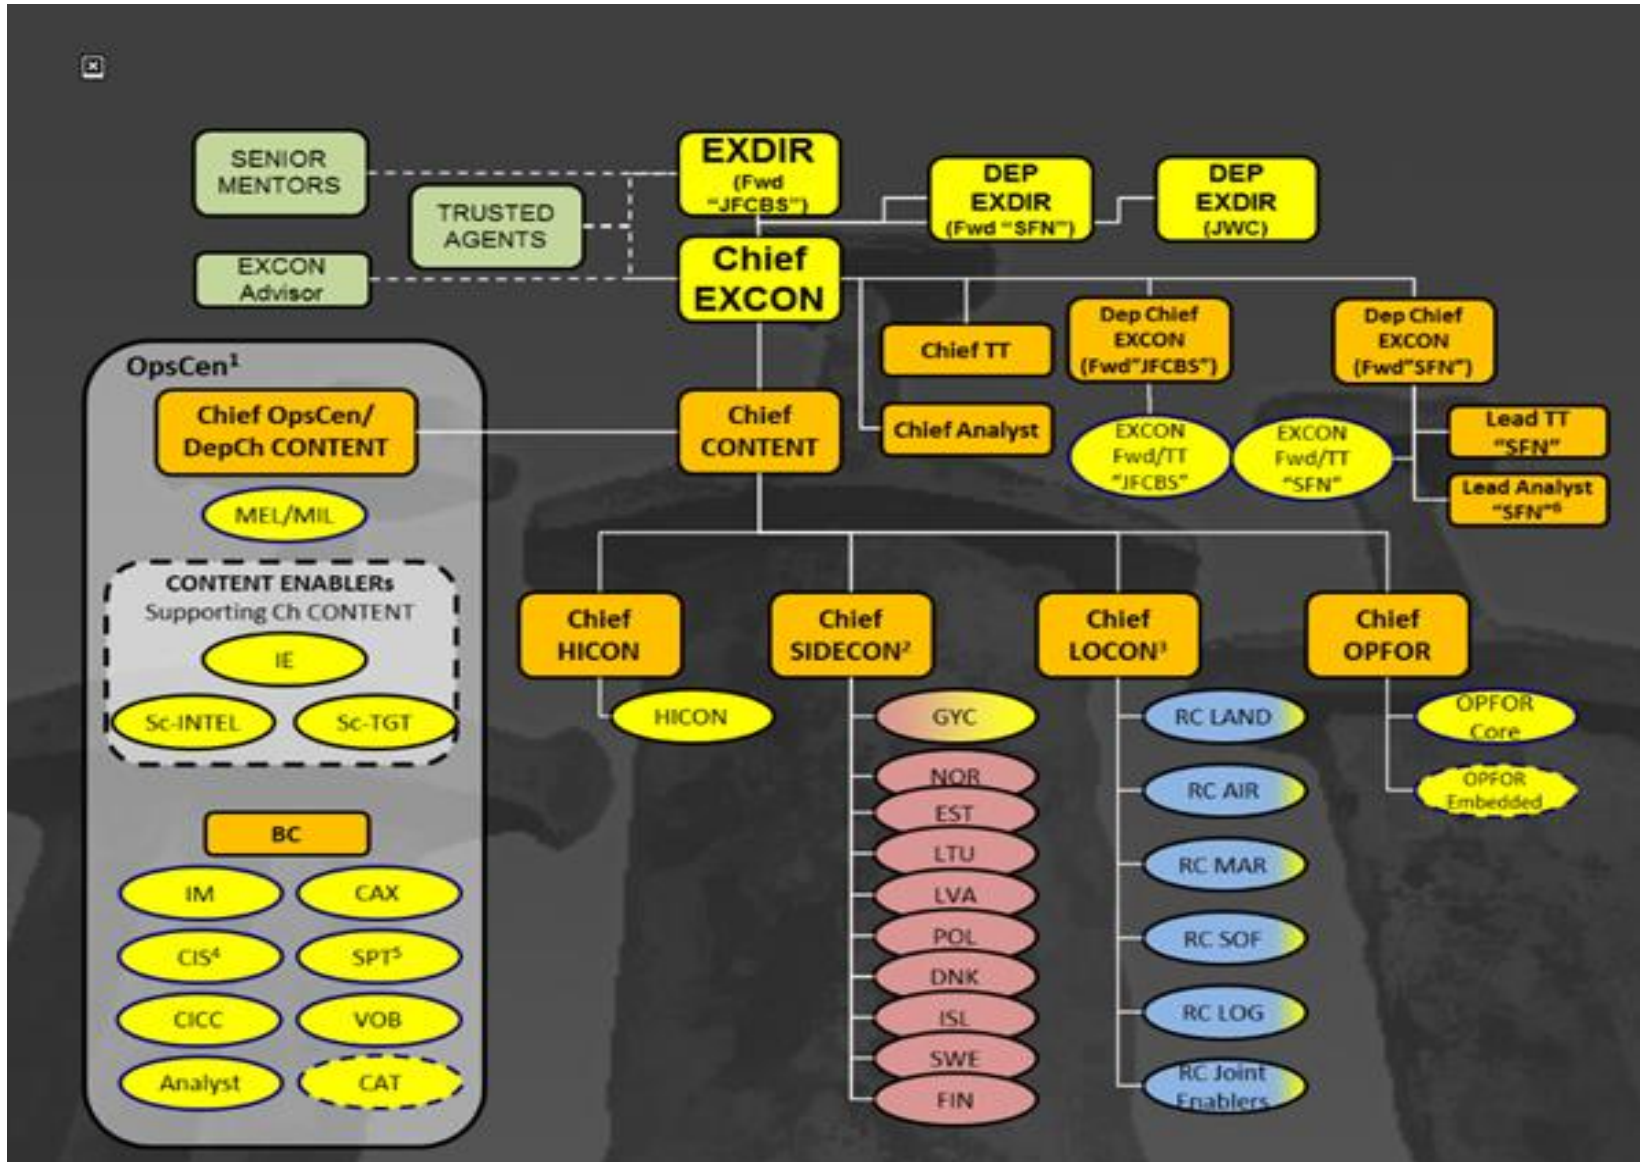 SENIOR
MENTORS
TRUSTED
AGENTS
EXCON
Advisor
EXDIR
(Fwd
“JFCBS”)
DEP
EXDIR
(Fwd “SFN”)
DEP
EXDIR
(JWC)
Chief
EXCON
Chief TT
Chief Analyst
Dep Chief
EXCON
(Fwd”JFCBS”)
Dep Chief
EXCON
(Fwd”SFN”)
EXCON
Fwd/TT
“JFCBS”
EXCON
Fwd/TT
“SFN”
Lead TT
“SFN”
Lead Analyst
“SFN”⁶
OpsCen¹
Chief OpsCen/
DepCh CONTENT
Chief
CONTENT
MEL/MIL
CONTENT ENABLERs
Supporting Ch CONTENT
IE
Sc-INTEL
Sc-TGT
BC
IM
CAX
CIS⁴
SPT⁵
CICC
VOB
Analyst
CAT
Chief
HICON
HICON
Chief
SIDECON²
GYC
NOR
EST
LTU
LVA
POL
DNK
ISL
SWE
FIN
Chief
LOCON³
RC LAND
RC AIR
RC MAR
RC SOF
RC LOG
RC Joint
Enablers
Chief
OPFOR
OPFOR
Core
OPFOR
Embedded